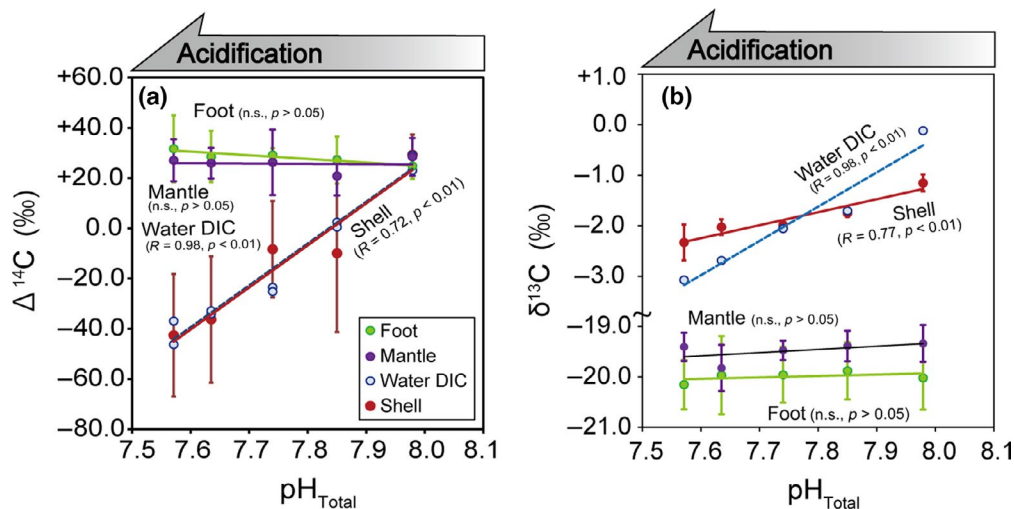 Acidification
(a)
Foot (n.s., p > 0.05)
Mantle
(n.s., p > 0.05)
Water DIC
(R = 0.98, p < 0.01)
Shell
(R = 0.72, p < 0.01)
Foot
Mantle
Water DIC
Shell
+60.0
+40.0
+20.0
0.0
−20.0
−40.0
−60.0
−80.0
Δ ¹⁴C (‰)
7.5 7.6 7.7 7.8 7.9 8.0 8.1
pH_Total
Acidification
(b)
Water DIC
(R = 0.98, p < 0.01)
Shell
(R = 0.77, p < 0.01)
Mantle (n.s., p > 0.05)
Foot (n.s., p > 0.05)
+1.0
0.0
−1.0
−2.0
−3.0
~
−19.0
−20.0
−21.0
δ¹³C (‰)
7.5 7.6 7.7 7.8 7.9 8.0 8.1
pH_Total